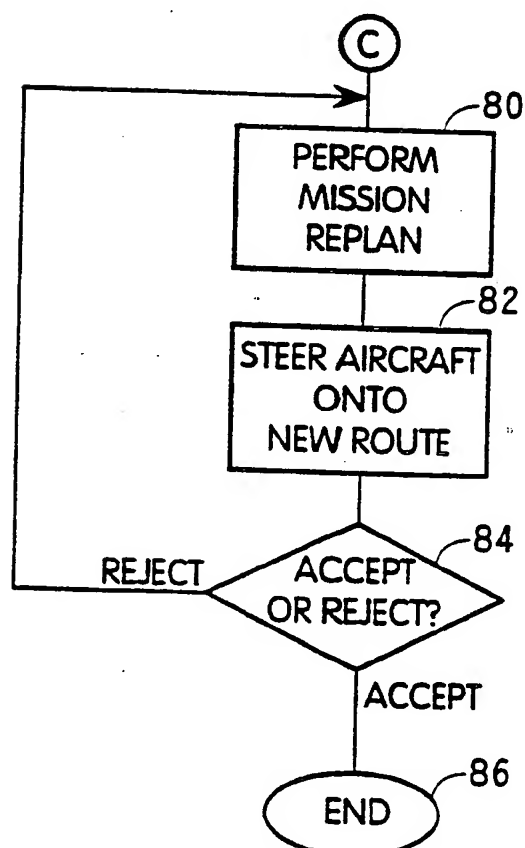 C
80
PERFORM
MISSION
REPLAN
82
STEER AIRCRAFT
ONTO
NEW ROUTE
84
REJECT
ACCEPT
OR REJECT?
ACCEPT
86
END